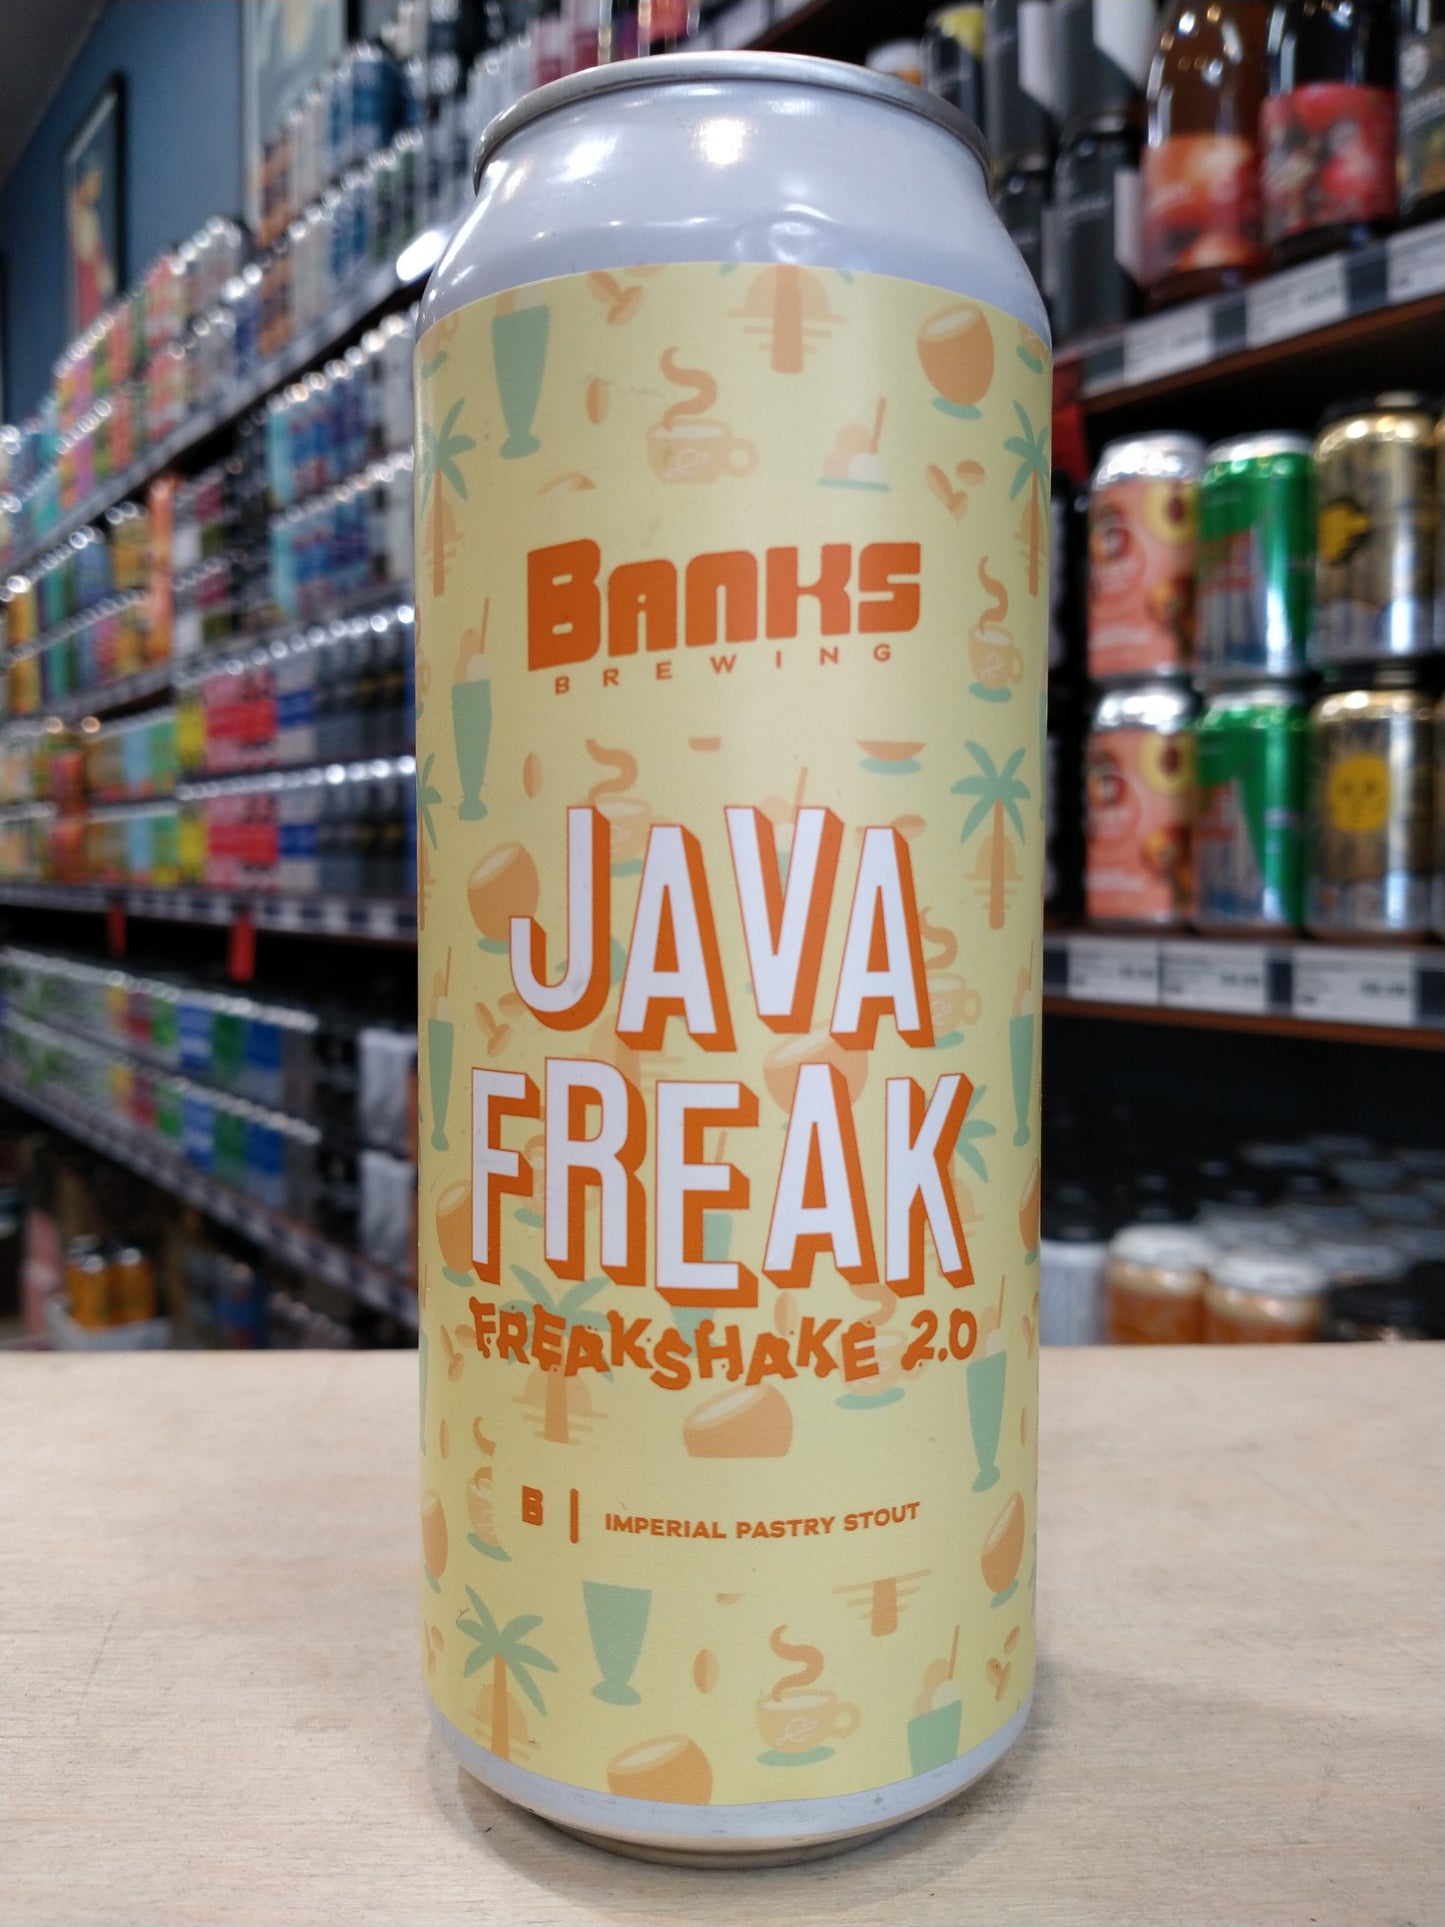 BANKS
BREWING
JAVA
FREAK
FREAKSHAKE 2.0
B | IMPERIAL PASTRY STOUT